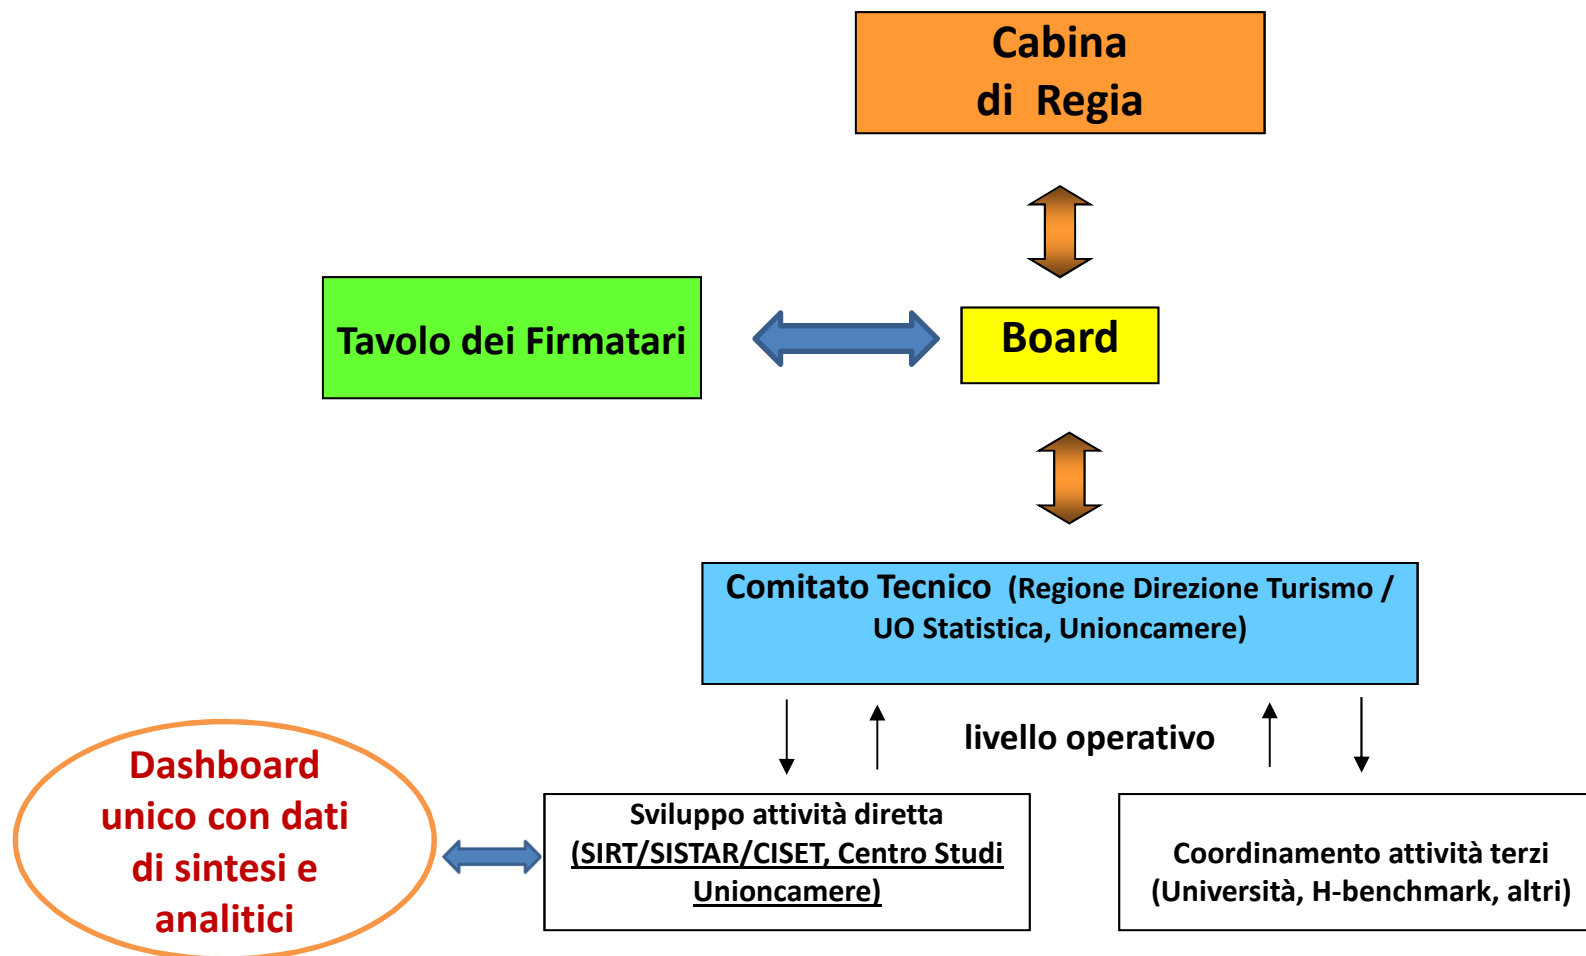 Cabina
di Regia
Tavolo dei Firmatari
Board
Comitato Tecnico (Regione Direzione Turismo /
UO Statistica, Unioncamere)
livello operativo
Dashboard
unico con dati
di sintesi e
analitici
Sviluppo attività diretta
(SIRT/SISTAR/CISET, Centro Studi
Unioncamere)
Coordinamento attività terzi
(Università, H-benchmark, altri)